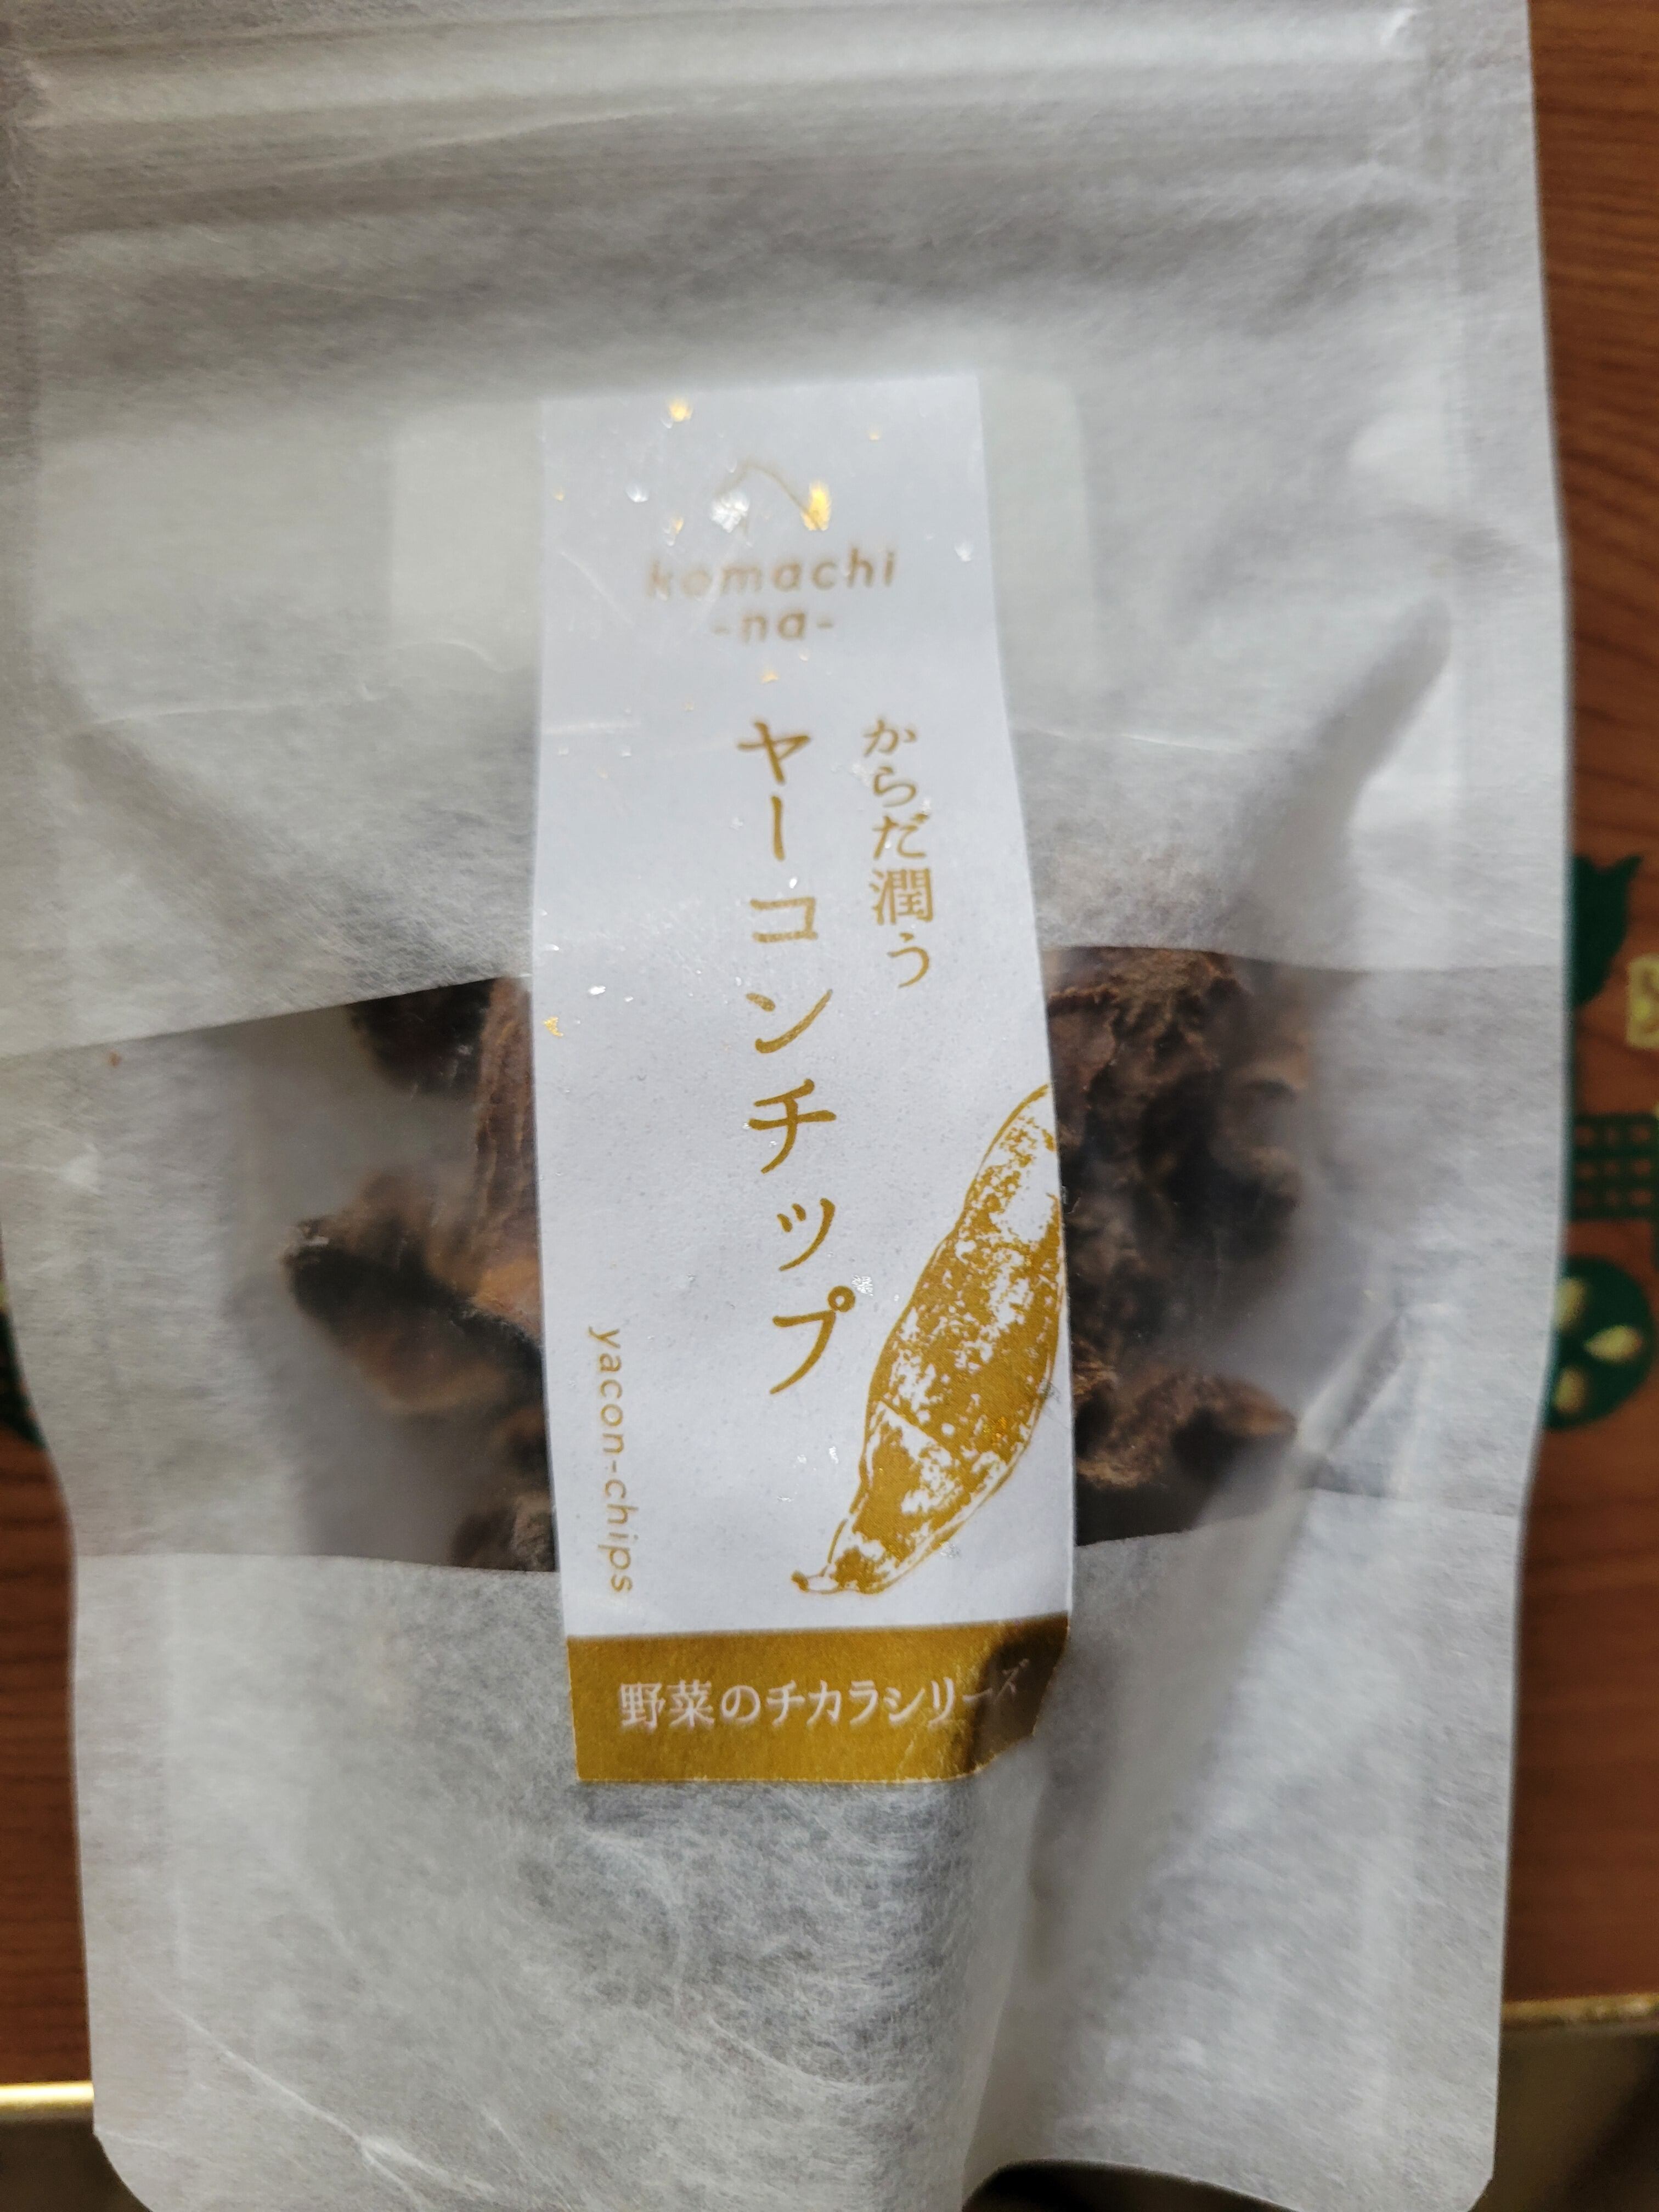 komachi
-na-
からだ潤う
ヤーコンチップ
yacon-chips
野菜のチカラシリーズ